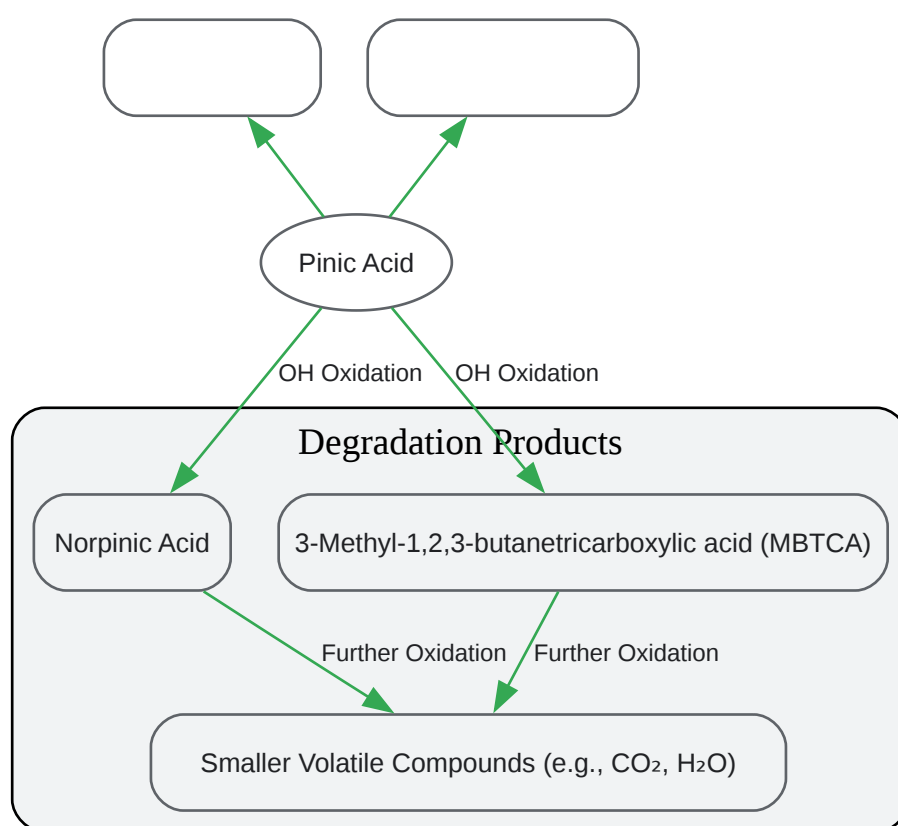 Pinic Acid
OH Oxidation
OH Oxidation
Degradation Products
Norpinic Acid
3-Methyl-1,2,3-butanetricarboxylic acid (MBTCA)
Further Oxidation
Further Oxidation
Smaller Volatile Compounds (e.g., CO₂, H₂O)